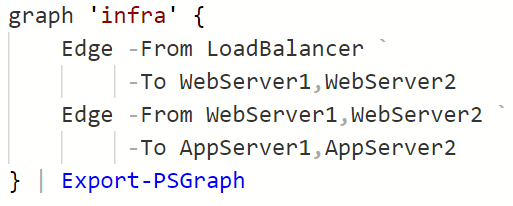 graph 'infra' {
    Edge -From LoadBalancer `
         -To WebServer1,WebServer2
    Edge -From WebServer1,WebServer2 `
         -To AppServer1,AppServer2
} | Export-PSGraph